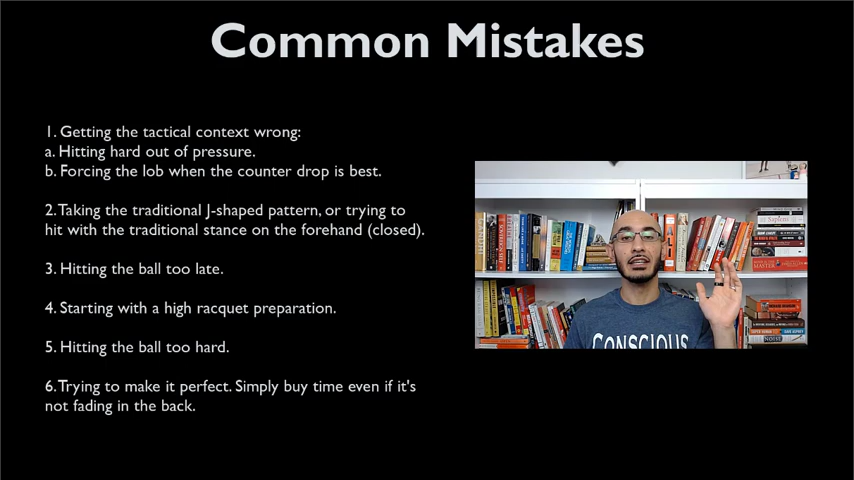 Common Mistakes
1. Getting the tactical context wrong:
a. Hitting hard out of pressure.
b. Forcing the lob when the counter drop is best.
2. Taking the traditional J-shaped pattern, or trying to
hit with the traditional stance on the forehand (closed).
3. Hitting the ball too late.
4. Starting with a high racquet preparation.
5. Hitting the ball too hard.
6. Trying to make it perfect. Simply buy time even if it's
not fading in the back.
CONSCIOUS